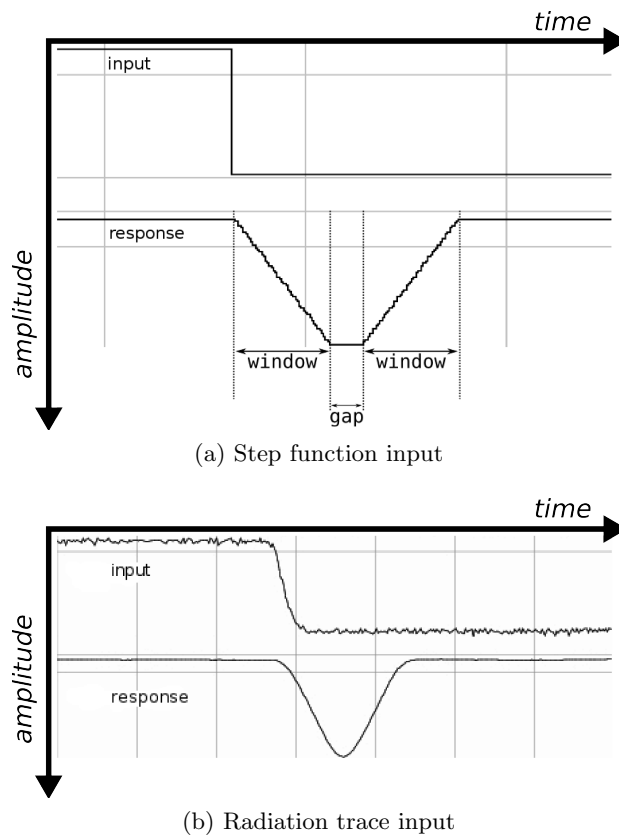 time
input
response
amplitude
window window
gap
(a) Step function input
time
input
amplitude
response
(b) Radiation trace input